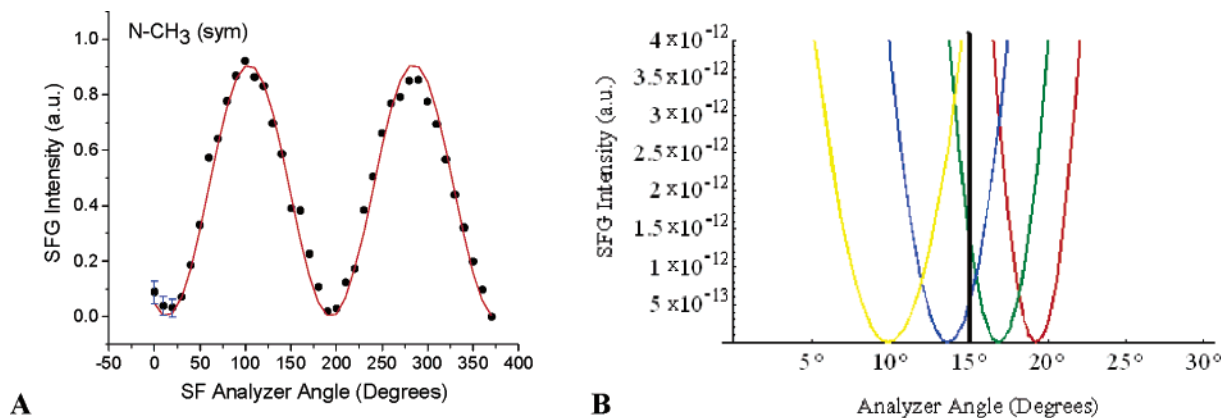 N-CH3 (sym)
SFG Intensity (a.u.)
1.0
0.8
0.6
0.4
0.2
0.0
-50 0 50 100 150 200 250 300 350 400
SF Analyzer Angle (Degrees)
A
SFG Intensity (a.u.)
4 ×10-12
3.5×10-12
3 ×10-12
2.5×10-12
2 ×10-12
1.5×10-12
1 ×10-12
5 ×10-13
5° 10° 15° 20° 25° 30°
Analyzer Angle (Degrees)
B